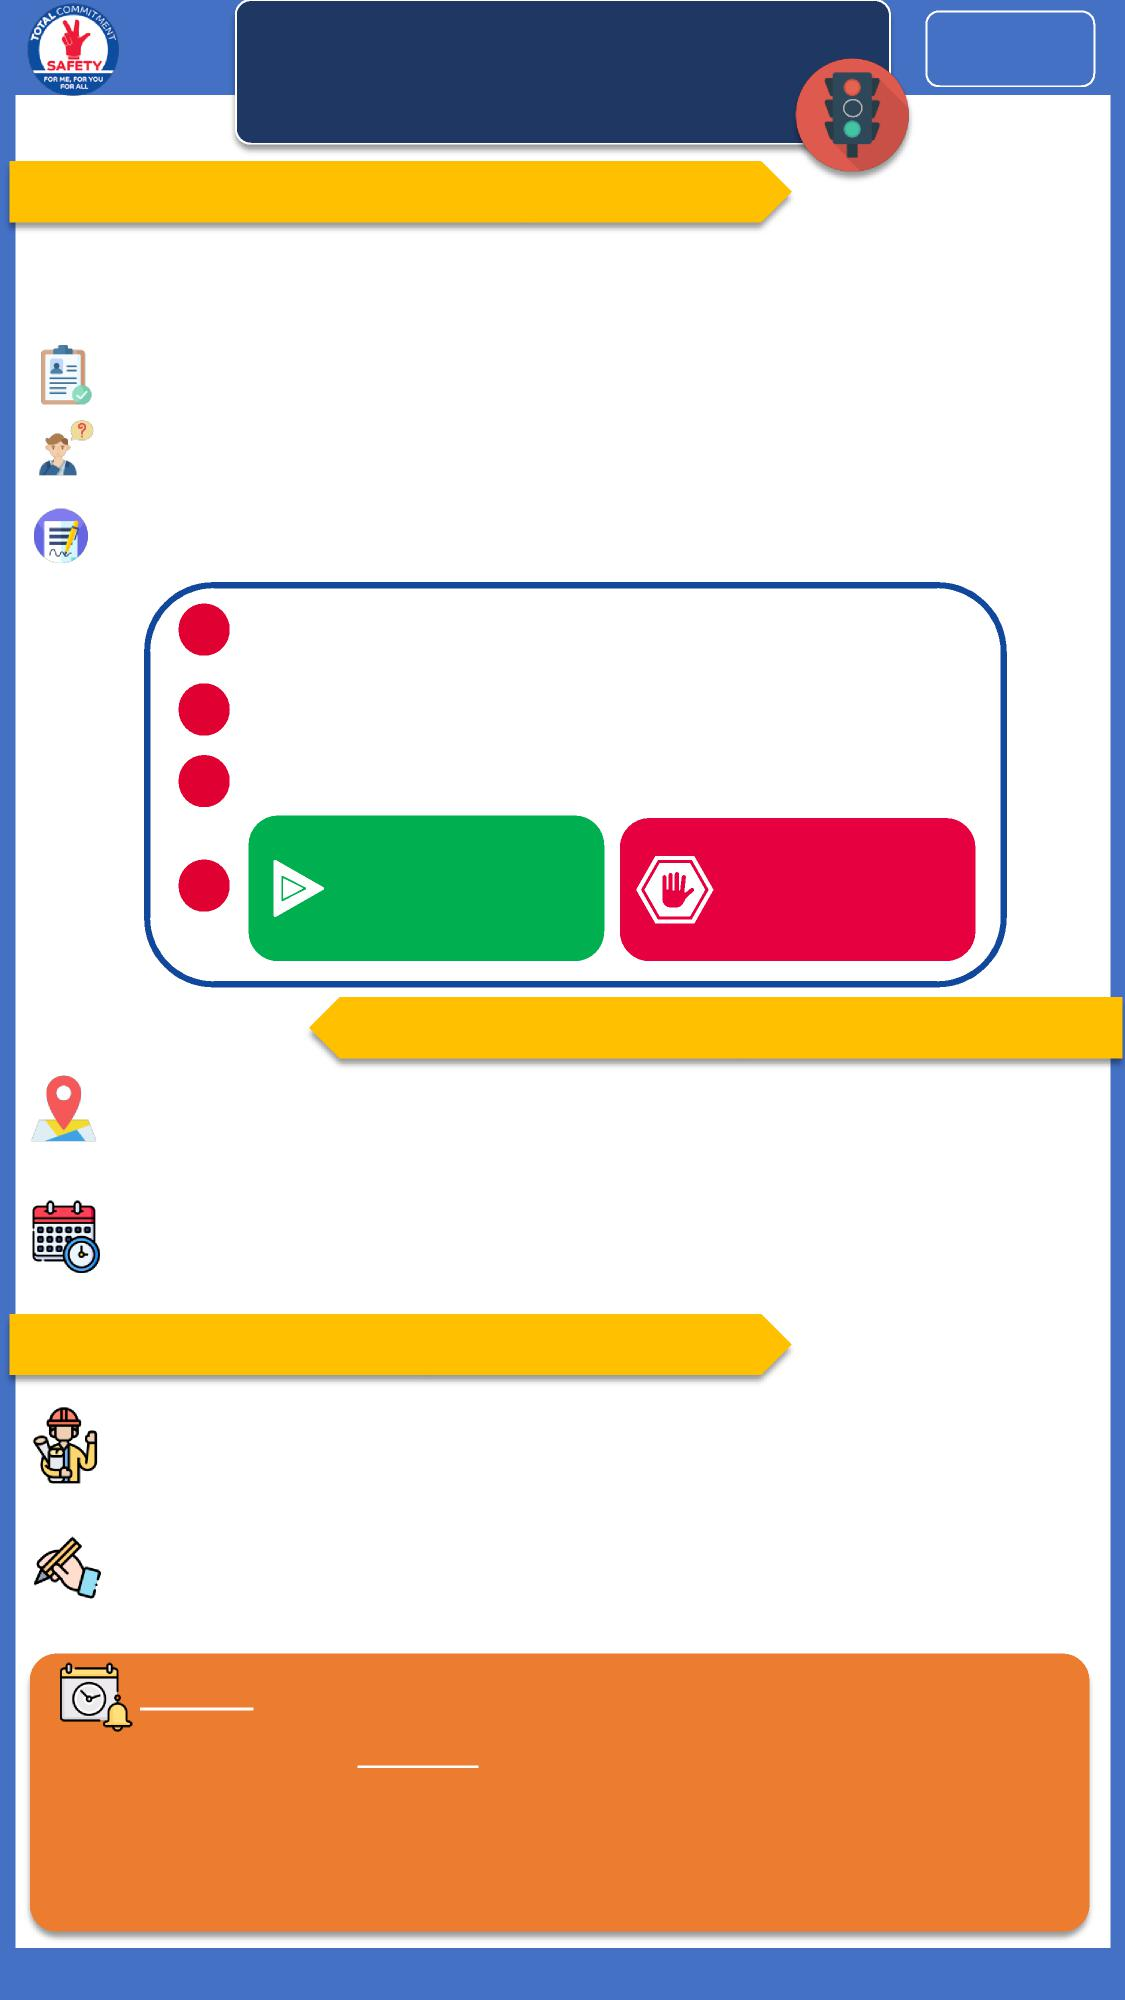 TOTAL COMMITMENT
SAFETY
FOR ME, FOR YOU
FOR ALL
?